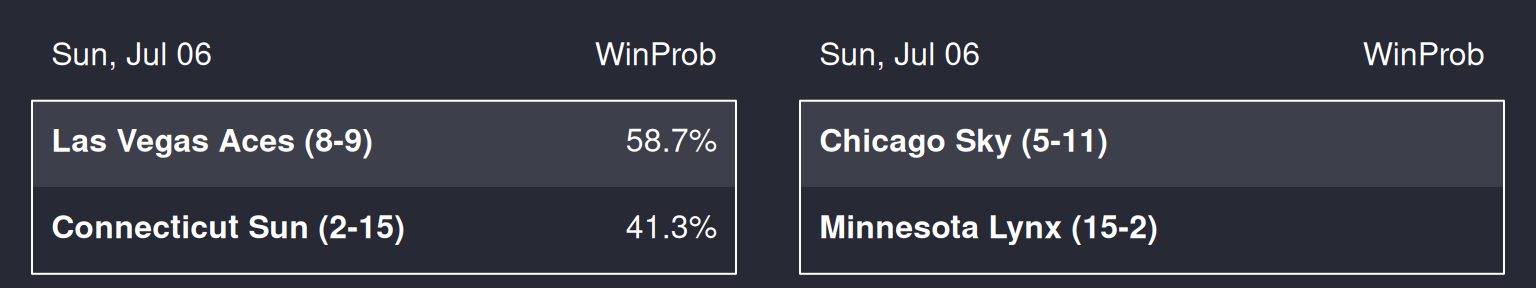 Sun, Jul 06 WinProb
Las Vegas Aces (8-9) 58.7%
Connecticut Sun (2-15) 41.3%
Sun, Jul 06 WinProb
Chicago Sky (5-11)
Minnesota Lynx (15-2)